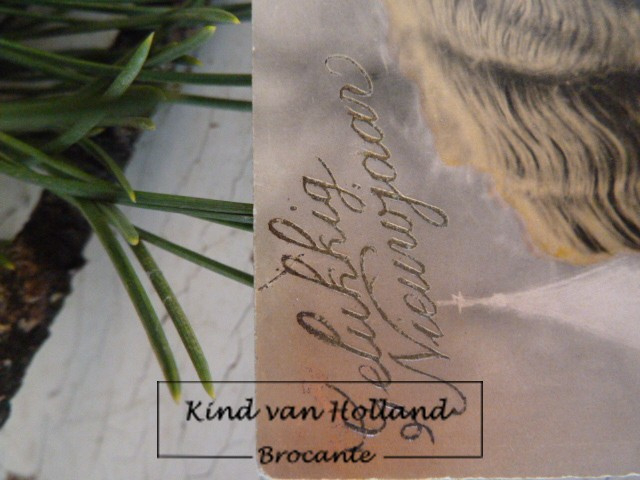 Gelukkig
Nieuwjaar
Kind van Holland
Brocante